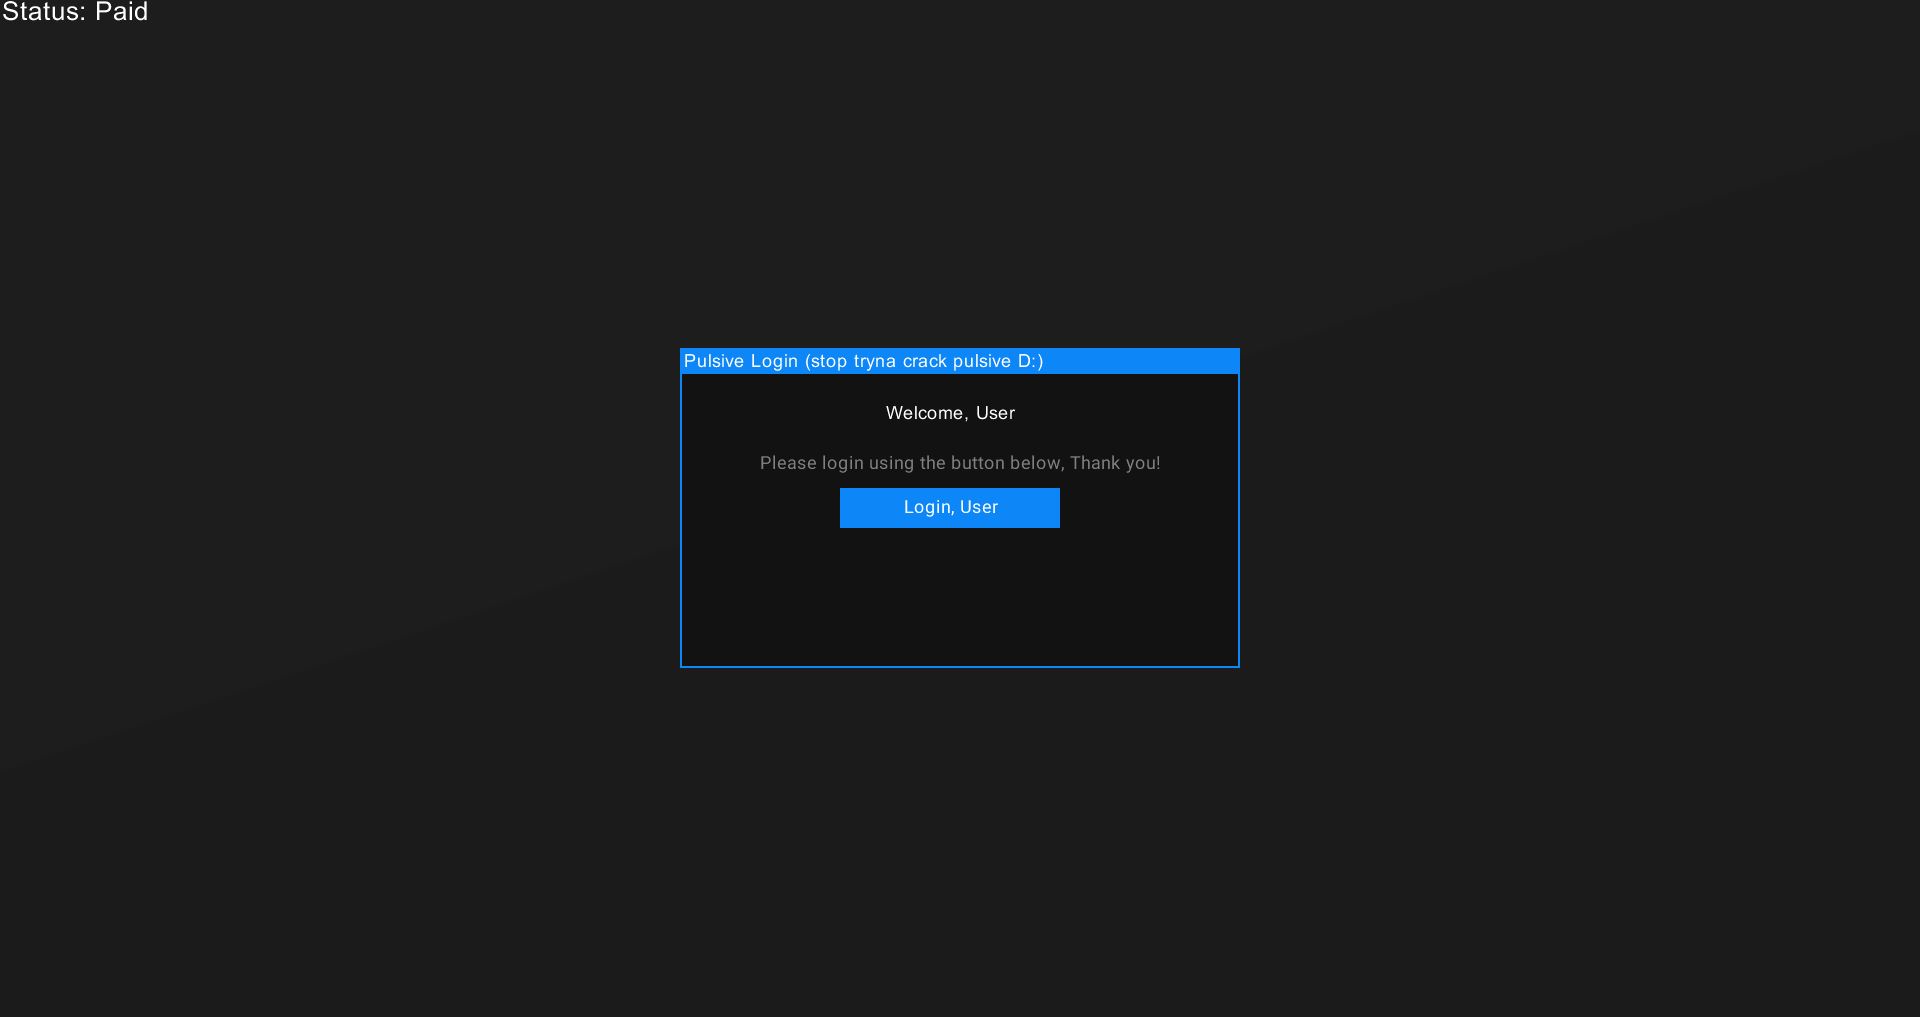 Status: Paid
Pulsive Login (stop tryna crack pulsive D:)
Welcome, User
Please login using the button below, Thank you!
Login, User